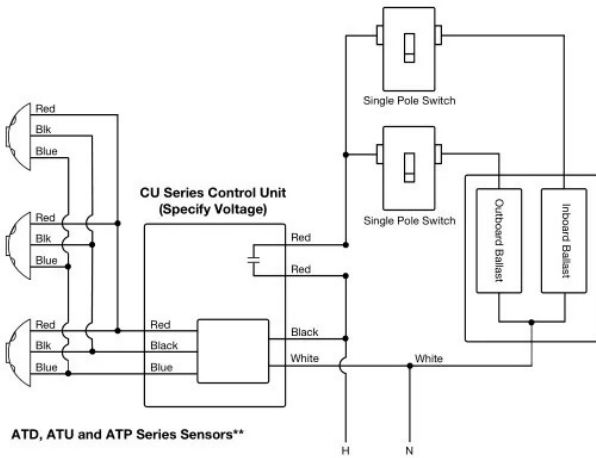 Single Pole Switch
Red
Blk
Blue
Single Pole Switch
Outboard Ballast
Inboard Ballast
CU Series Control Unit
(Specify Voltage)
Red
Blk
Blue
Red
Red
Red
Blk
Blue
Red
Black
Blue
Black
White
White
ATD, ATU and ATP Series Sensors**
H
N